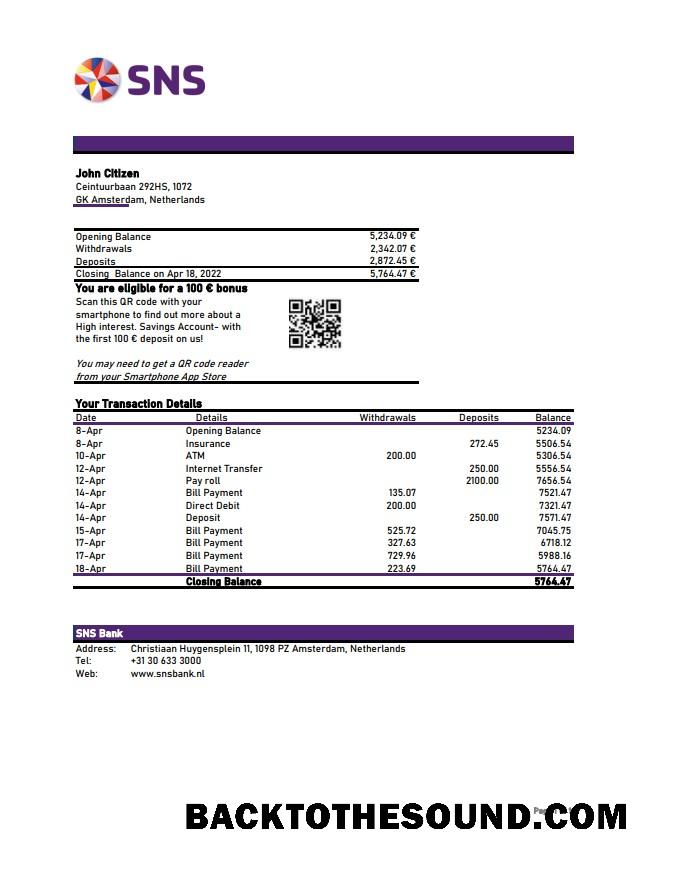 SNS
John Citizen
Ceintuurbaan 292HS, 1072
GK Amsterdam, Netherlands
Opening Balance 5,234.09 €
Withdrawals 2,342.07 €
Deposits 2,872.45 €
Closing Balance on Apr 18, 2022 5,764.47 €
You are eligible for a 100 € bonus
Scan this QR code with your
smartphone to find out more about a
High interest. Savings Account- with
the first 100 € deposit on us!
You may need to get a QR code reader
from your Smartphone App Store
Your Transaction Details
Date Details Withdrawals Deposits Balance
8-Apr Opening Balance 5234.09
8-Apr Insurance 272.45 5506.54
10-Apr ATM 200.00 5306.54
12-Apr Internet Transfer 250.00 5556.54
12-Apr Pay roll 2100.00 7656.54
14-Apr Bill Payment 135.07 7521.47
14-Apr Direct Debit 200.00 7321.47
14-Apr Deposit 250.00 7571.47
15-Apr Bill Payment 525.72 7045.75
17-Apr Bill Payment 327.63 6718.12
17-Apr Bill Payment 729.96 5988.16
18-Apr Bill Payment 223.69 5764.47
Closing Balance 5764.47
SNS Bank
Address: Christiaan Huygensplein 11, 1098 PZ Amsterdam, Netherlands
Tel: +31 30 633 3000
Web: www.snsbank.nl
BACKTOTHESOUND.COM